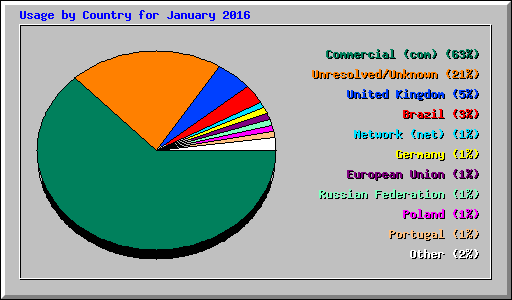 Usage by Country for January 2016
Commercial (com) (63%)
Unresolved/Unknown (21%)
United Kingdom (5%)
Brazil (3%)
Network (net) (1%)
Germany (1%)
European Union (1%)
Russian Federation (1%)
Poland (1%)
Portugal (1%)
Other (2%)